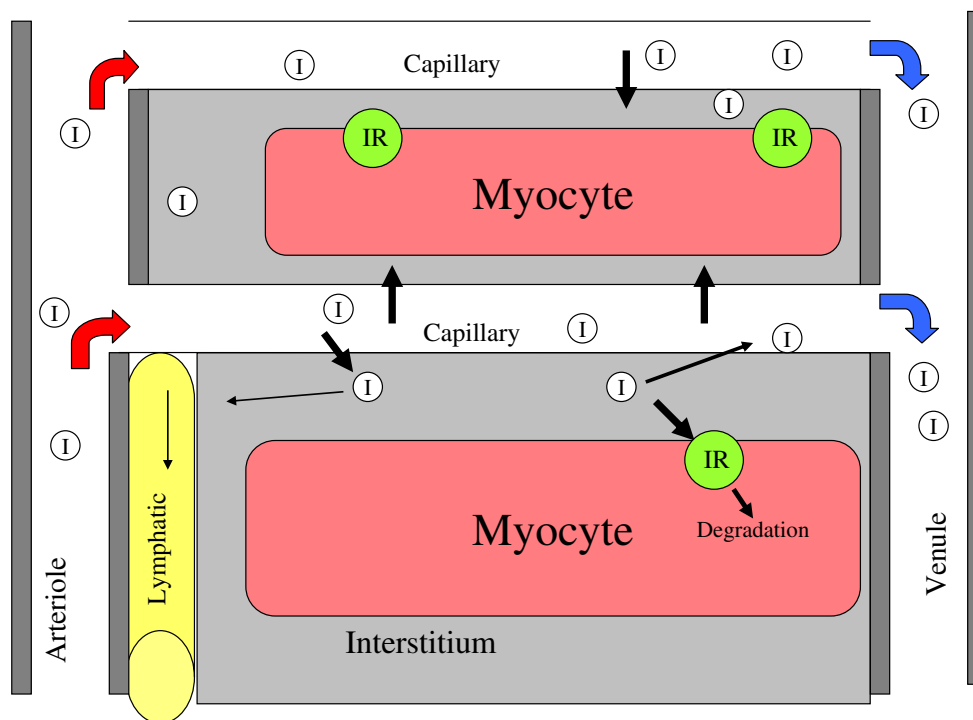 I
Capillary
I
I
I
I
I
IR
IR
Myocyte
I
I
I
Capillary
I
I
I
I
I
I
I
I
IR
Myocyte
Degradation
Lymphatic
Arteriole
Venule
Interstitium